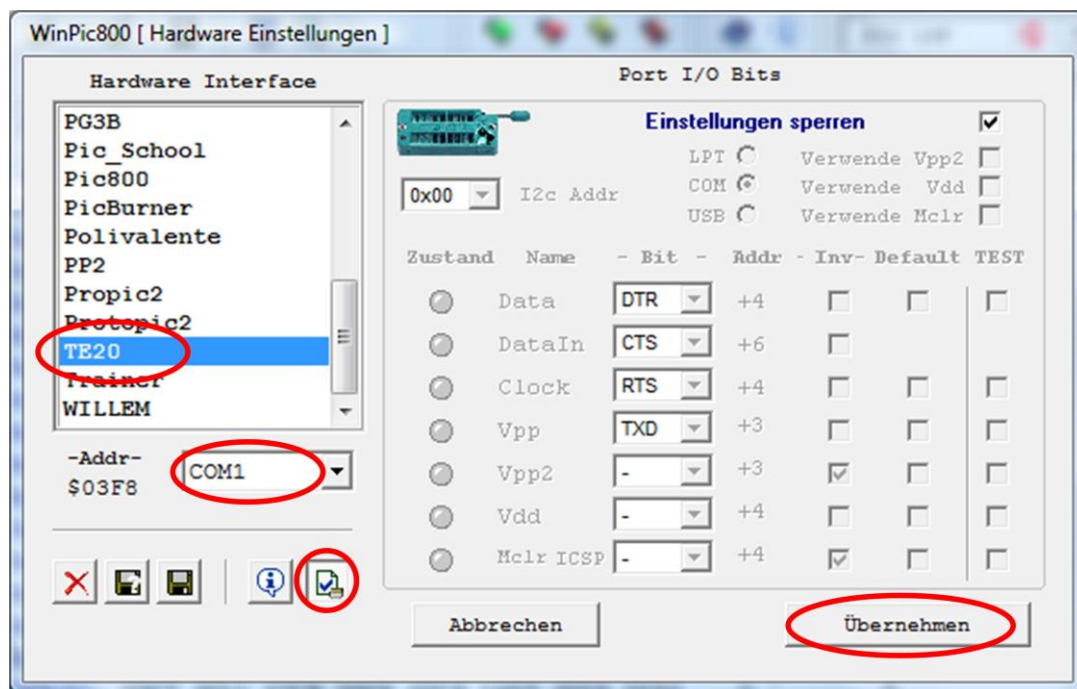 WinPic800 [ Hardware Einstellungen ]
Hardware Interface
PG3B
Pic_School
Pic800
PicBurner
Polivalente
PP2
Propic2
Protopic2
TE20
Trainer
WILLEM
-Addr-
$03F8
COM1
Port I/O Bits
Einstellungen sperren
LPT Verwende Vpp2
0x00 I2c Addr COM Verwende Vdd
USB Verwende Mclr
Zustand Name - Bit - Addr - Inv- Default TEST
Data DTR +4
DataIn CTS +6
Clock RTS +4
Vpp TXD +3
Vpp2 - +3
Vdd - +4
Mclr ICSP - +4
Abbrechen Übernehmen